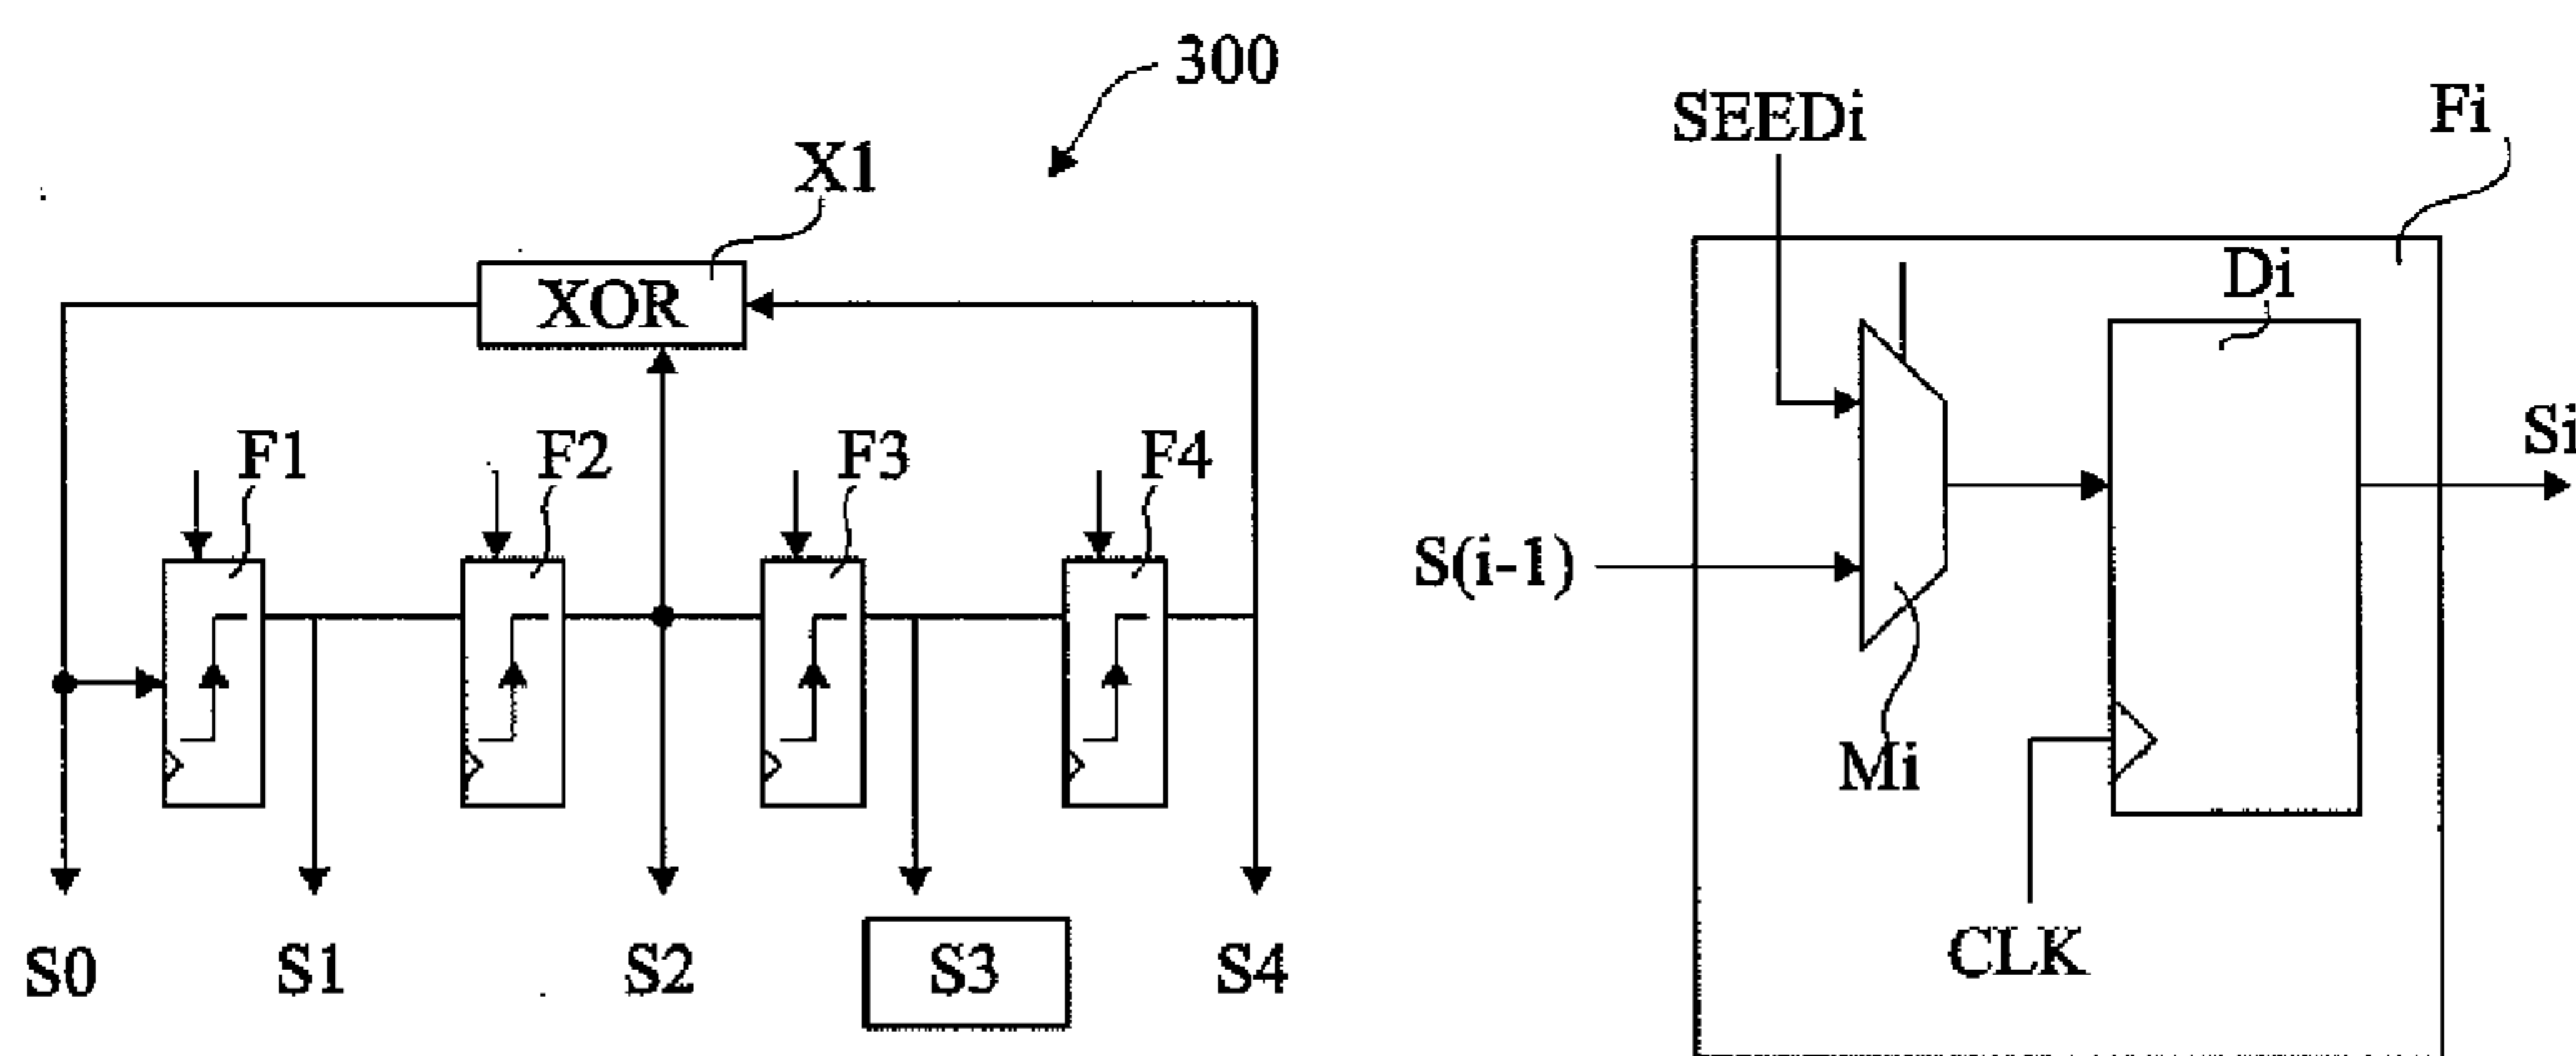 300
X1
XOR
F1
F2
F3
F4
S0
S1
S2
S3
S4
SEEDi
Fi
Di
Si
S(i-1)
Mi
CLK